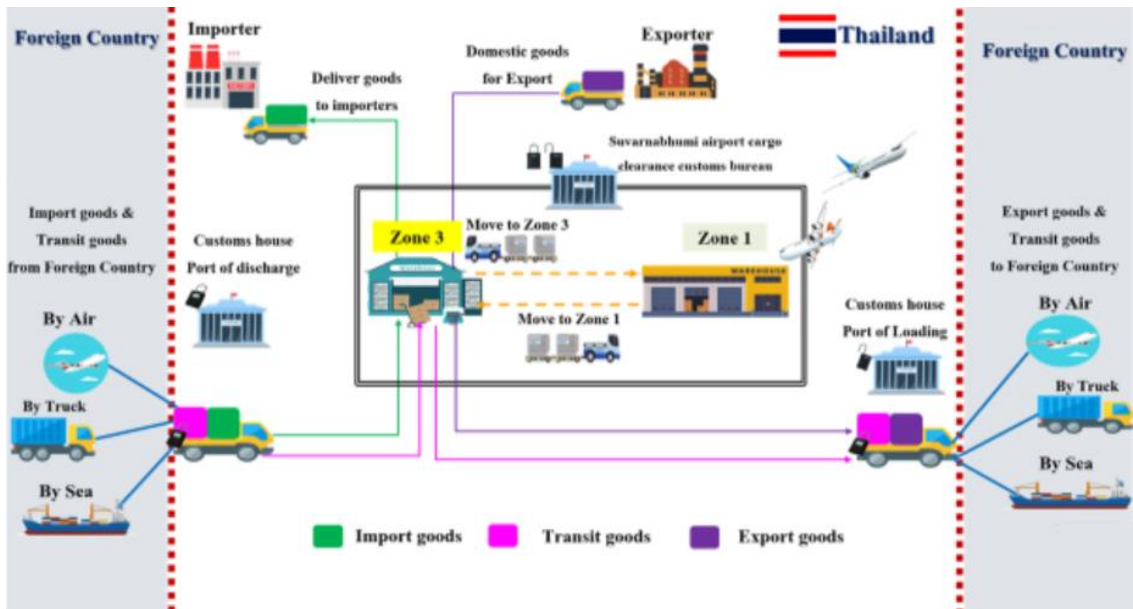 Foreign Country
Importer
Exporter
Thailand
Foreign Country
Domestic goods
for Export
Deliver goods
to importers
Suvarnabhumi airport cargo
clearance customs bureau
Import goods &
Transit goods
from Foreign Country
Customs house
Port of discharge
Zone 3
Move to Zone 3
Zone 1
WAREHOUSE
Move to Zone 1
Export goods &
Transit goods
to Foreign Country
Customs house
Port of Loading
By Air
By Truck
By Sea
By Air
By Truck
By Sea
Import goods
Transit goods
Export goods